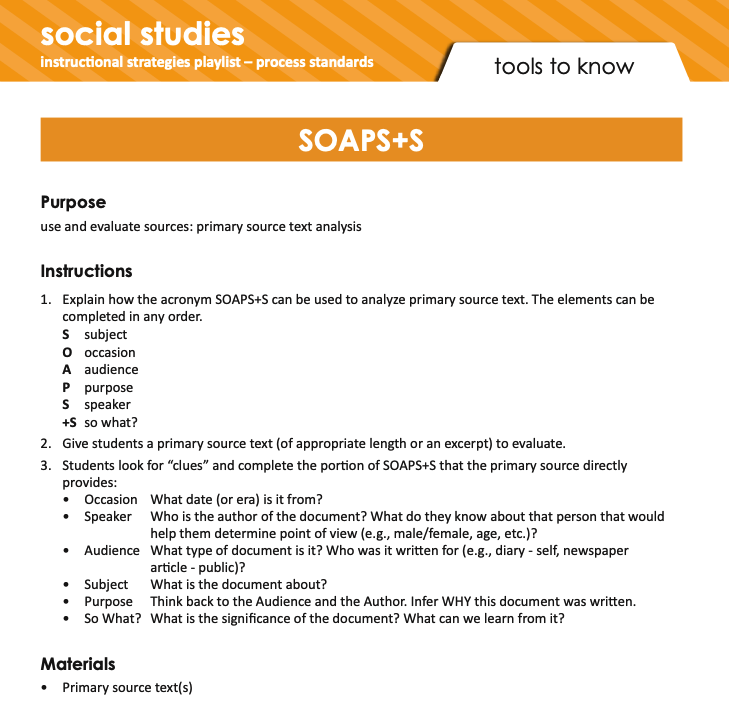 social studies
instructional strategies playlist – process standards
tools to know
SOAPS+S
Purpose
use and evaluate sources: primary source text analysis
Instructions
1. Explain how the acronym SOAPS+S can be used to analyze primary source text. The elements can be
completed in any order.
S subject
O occasion
A audience
P purpose
S speaker
+S so what?
2. Give students a primary source text (of appropriate length or an excerpt) to evaluate.
3. Students look for “clues” and complete the portion of SOAPS+S that the primary source directly
provides:
• Occasion What date (or era) is it from?
• Speaker Who is the author of the document? What do they know about that person that would
help them determine point of view (e.g., male/female, age, etc.)?
• Audience What type of document is it? Who was it written for (e.g., diary - self, newspaper
article - public)?
• Subject What is the document about?
• Purpose Think back to the Audience and the Author. Infer WHY this document was written.
• So What? What is the significance of the document? What can we learn from it?
Materials
• Primary source text(s)